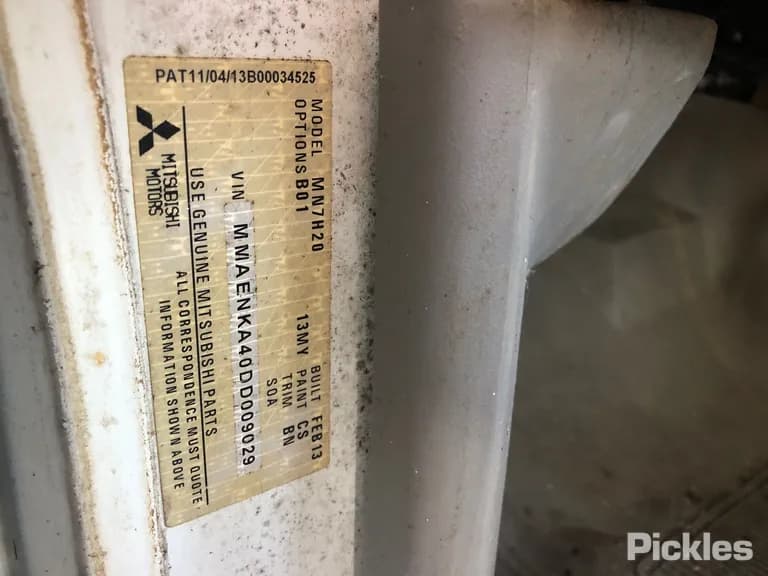 PAT11/04/13B00034525
MODEL MN7H20 BUILT FEB13
OPTIONS B01 13MY PAINT CS
TRIM BN
SOA
VIN MMAENKA40DD009029
USE GENUINE MITSUBISHI PARTS
ALL CORRESPONDENCE MUST QUOTE
INFORMATION SHOWN ABOVE
MITSUBISHI
MOTORS
Pickles